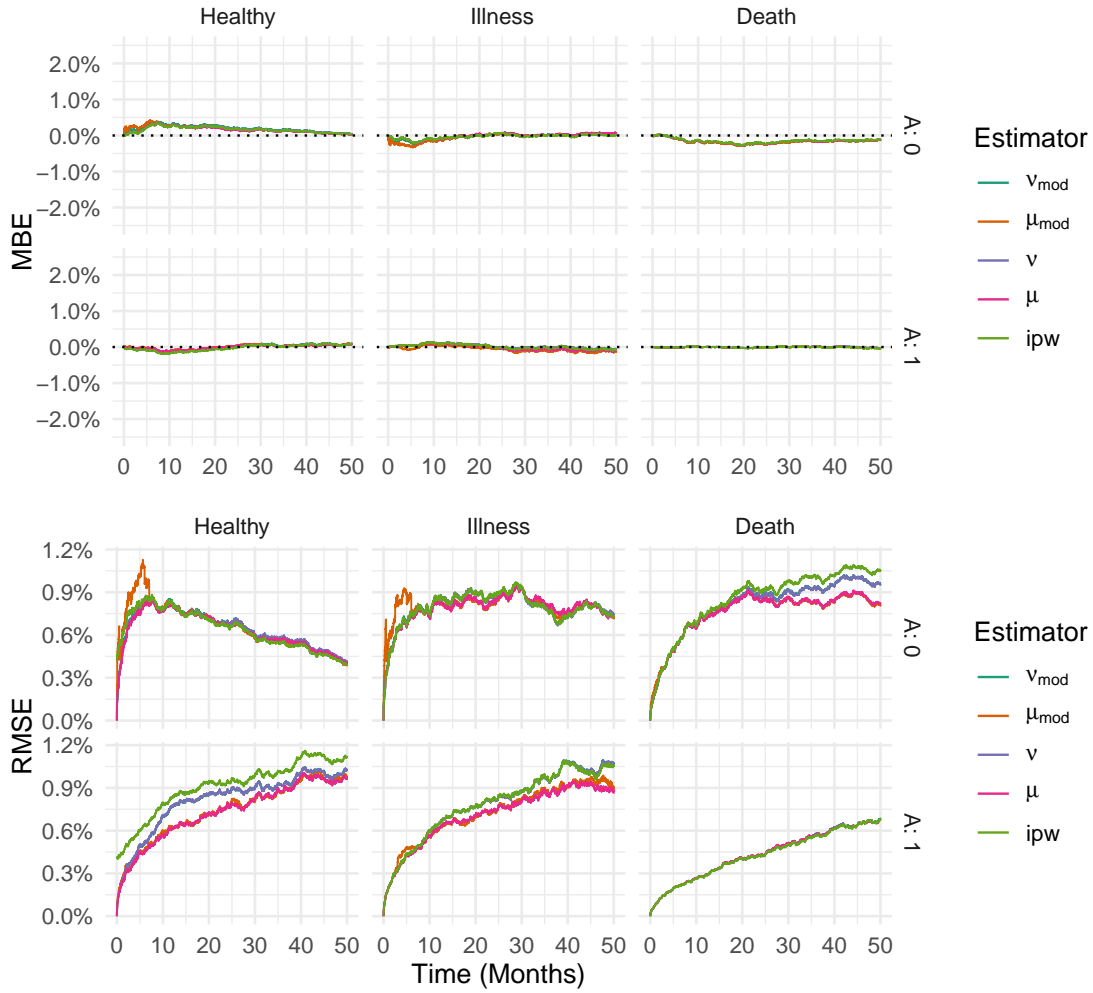 Healthy Illness Death
MBE
2.0%
1.0%
0.0%
−1.0%
−2.0%
A: 0
2.0%
1.0%
0.0%
−1.0%
−2.0%
A: 1
0 10 20 30 40 50 0 10 20 30 40 50 0 10 20 30 40 50
Estimator
νmod
μmod
ν
μ
ipw
Healthy Illness Death
RMSE
1.2%
0.9%
0.6%
0.3%
0.0%
A: 0
1.2%
0.9%
0.6%
0.3%
0.0%
A: 1
0 10 20 30 40 50 0 10 20 30 40 50 0 10 20 30 40 50
Time (Months)
Estimator
νmod
μmod
ν
μ
ipw